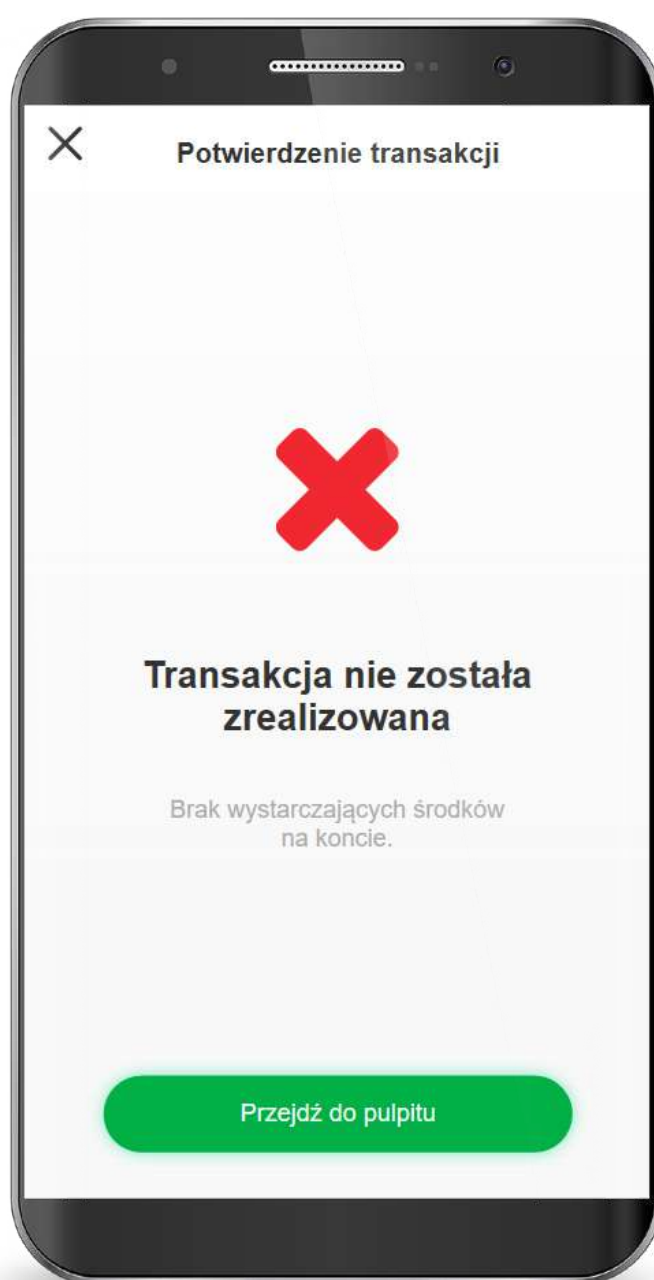 Potwierdzenie transakcji
Transakcja nie została
zrealizowana
Brak wystarczających środków
na koncie.
Przejdź do pulpitu